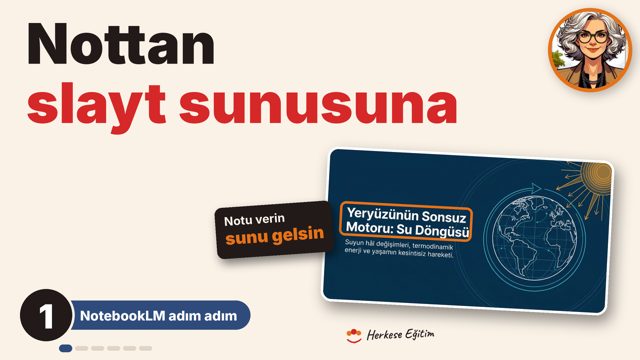 Nottan
slayt sunusuna
Notu verin
sunu gelsin
Yeryüzünün Sonsuz
Motoru: Su Döngüsü
Suyun hâl değişimleri, termodinamik
enerji ve yaşamın kesintisiz hareketi.
1
NotebookLM adım adım
Herkese Eğitim